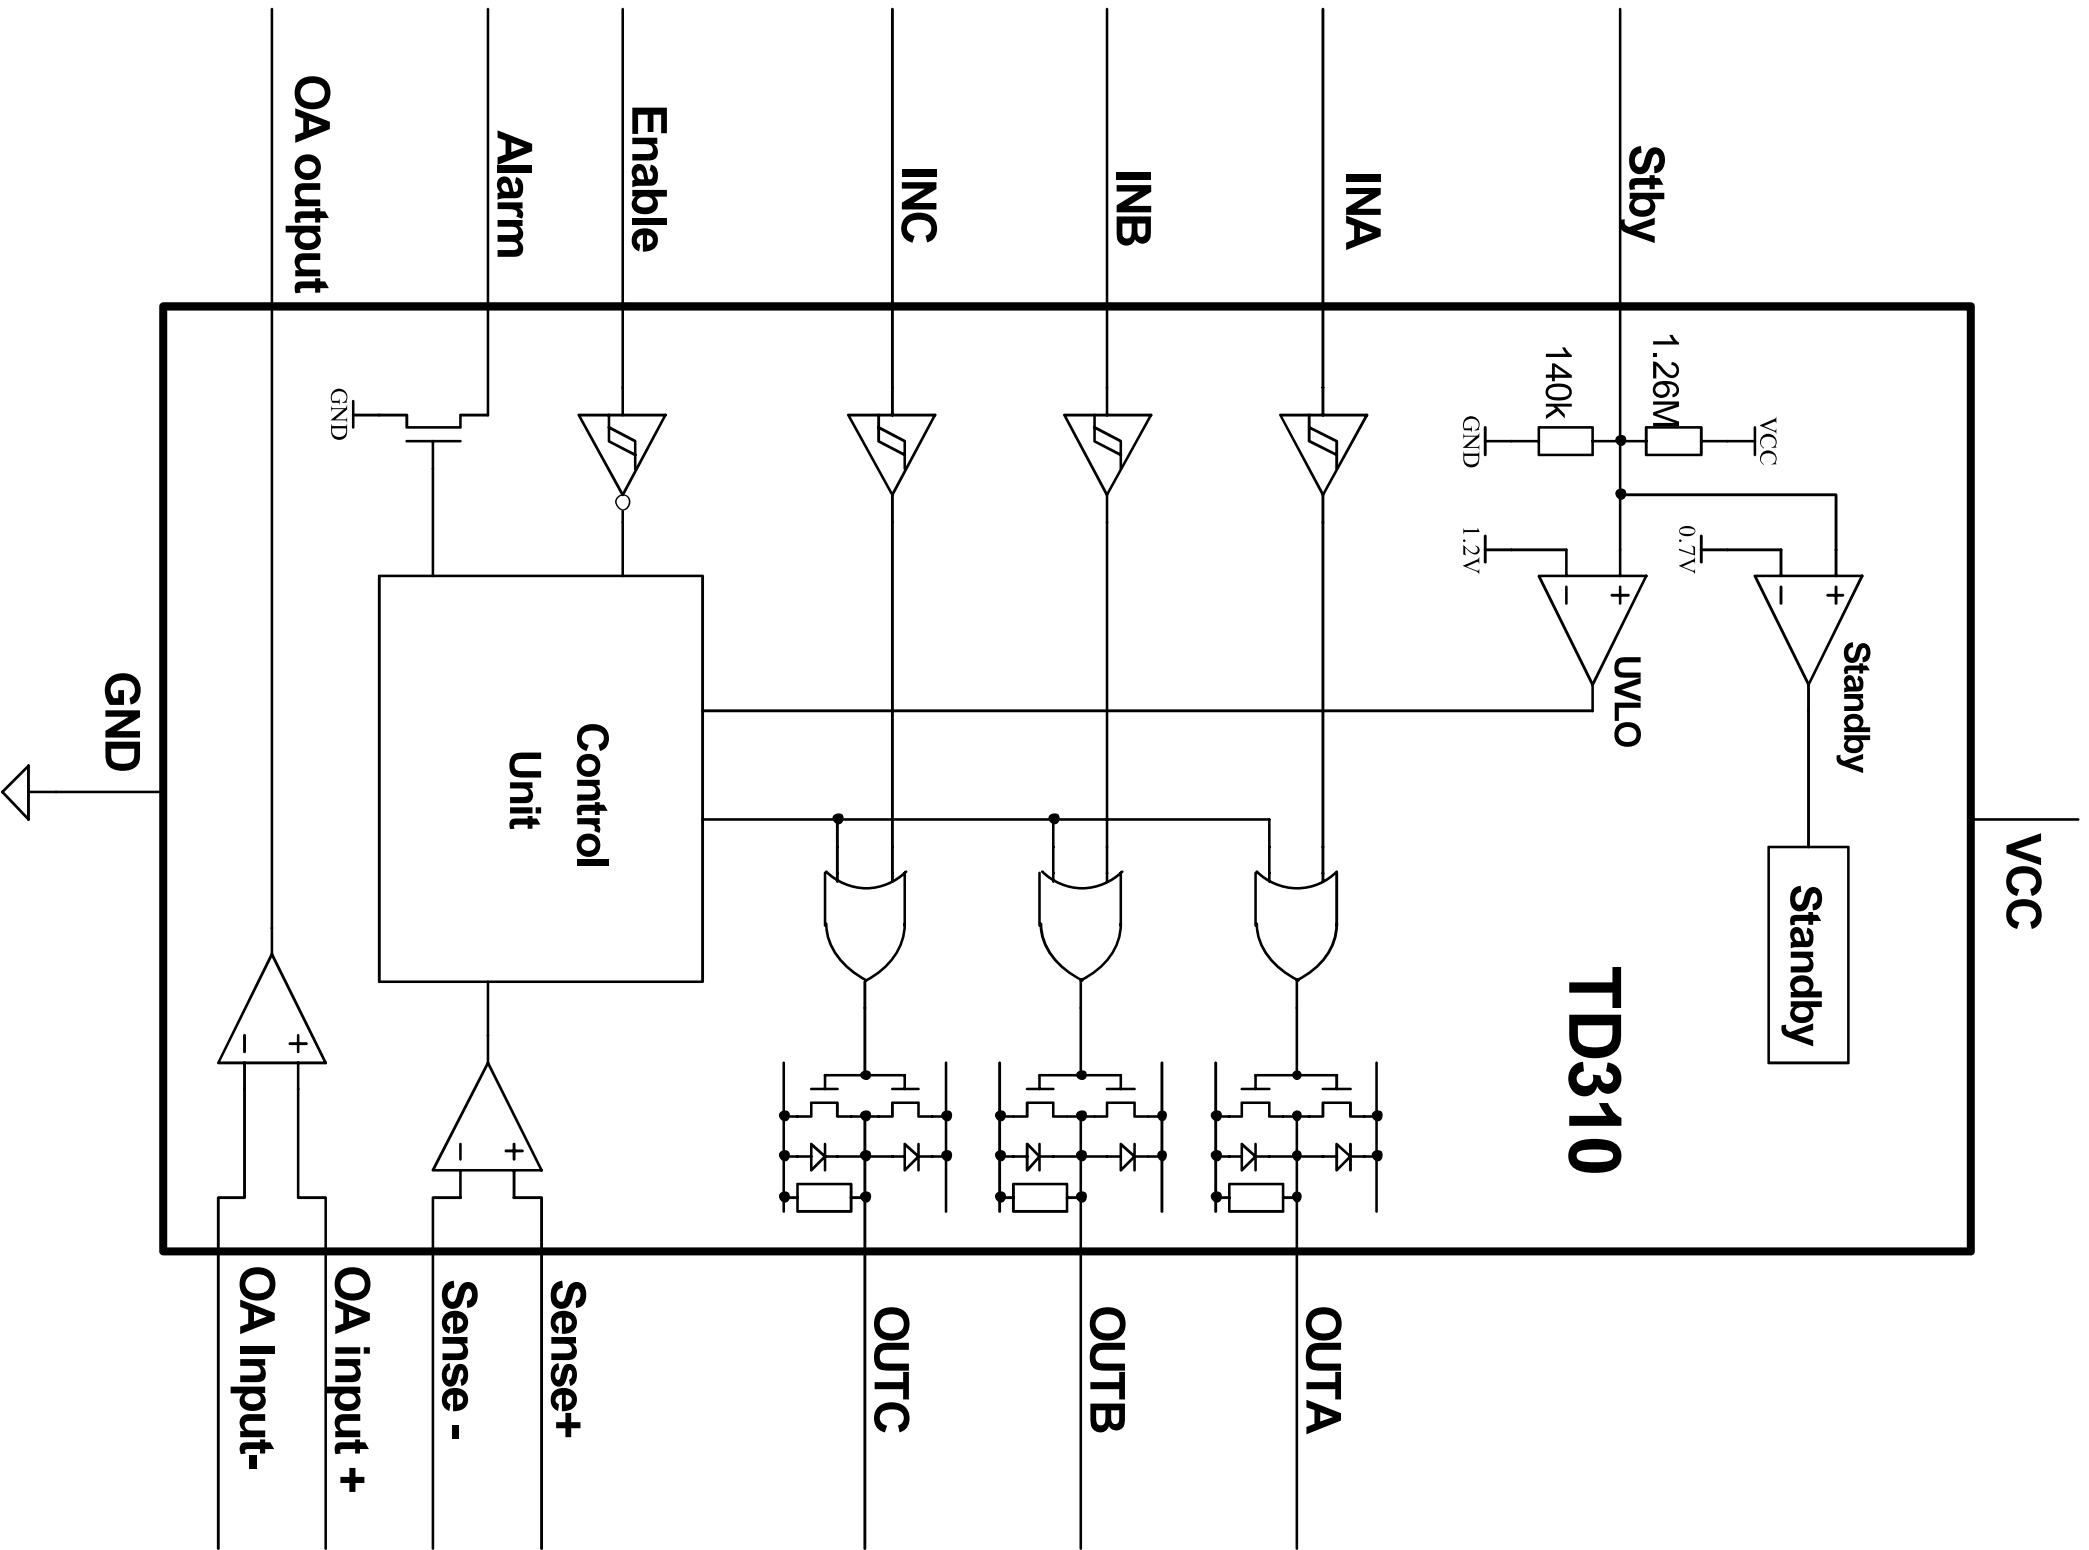 VCC
TD310
Stby
1.26M
VCC
140k
GND
0.7V
1.2V
+
-
Standby
Standby
+
-
UVLO
INA
OUTA
INB
OUTB
INC
OUTC
Enable
Control
Unit
Alarm
GND
+
-
Sense+
Sense -
OA output
+
-
OA input +
OA Input-
GND